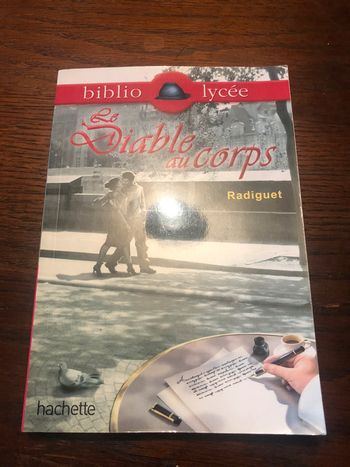 biblio lycée
Le
Diable
au corps
Radiguet
hachette